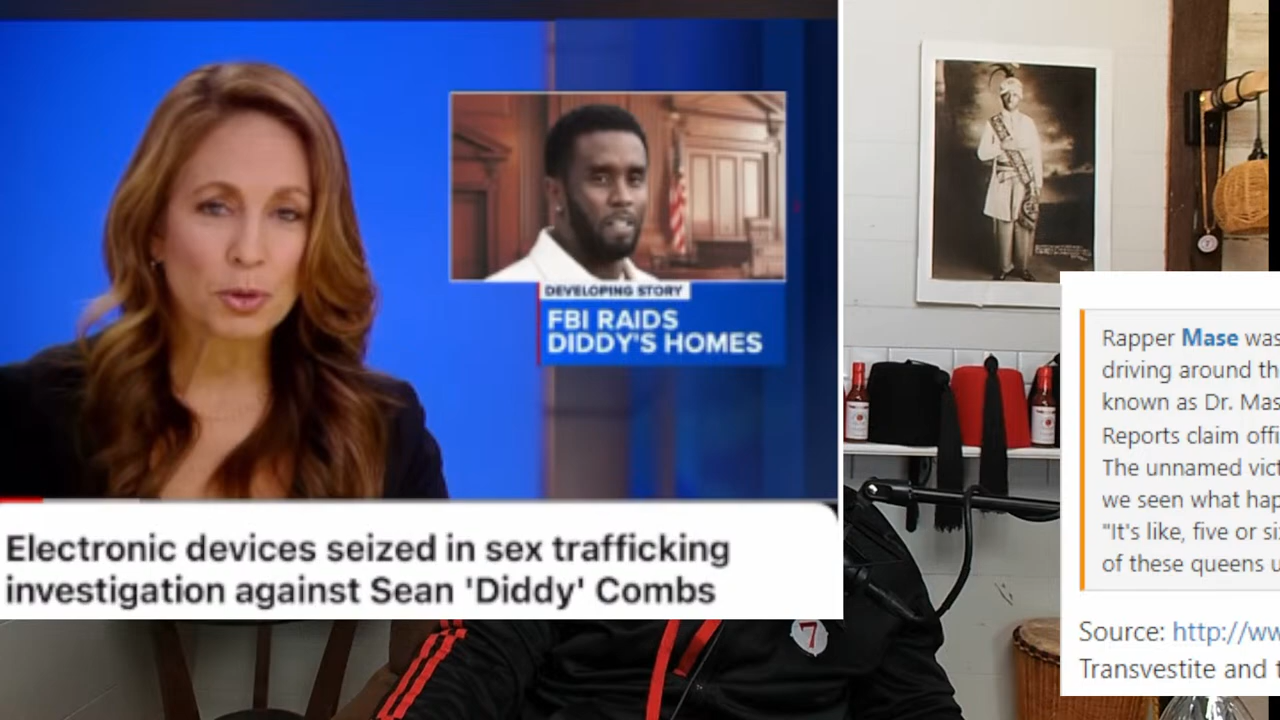 DEVELOPING STORY
FBI RAIDS
DIDDY'S HOMES
Electronic devices seized in sex trafficking
investigation against Sean 'Diddy' Combs
7
Rapper Mase was
driving around th
known as Dr. Mas
Reports claim offi
The unnamed vict
we seen what hap
"It's like, five or si
of these queens u
Source: http://ww
Transvestite and t